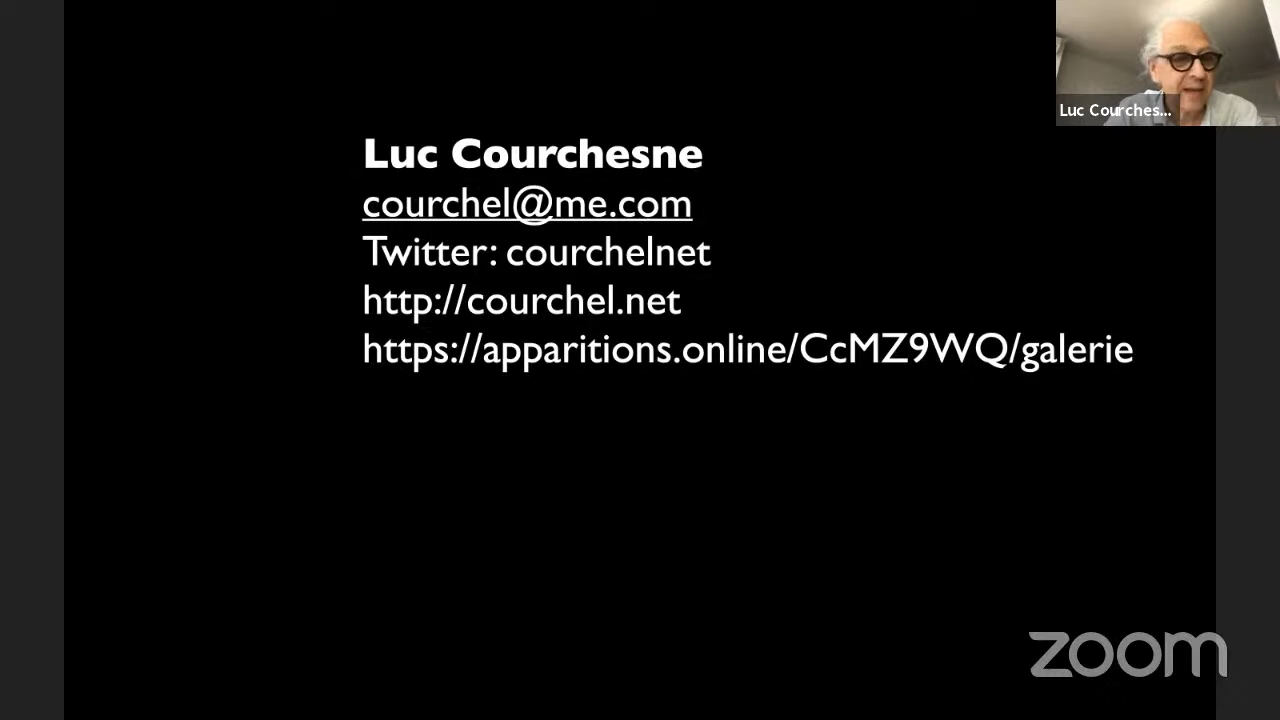 Luc Courches...
Luc Courchesne
courchel@me.com
Twitter: courchelnet
http://courchel.net
https://apparitions.online/CcMZ9WQ/galerie
zoom